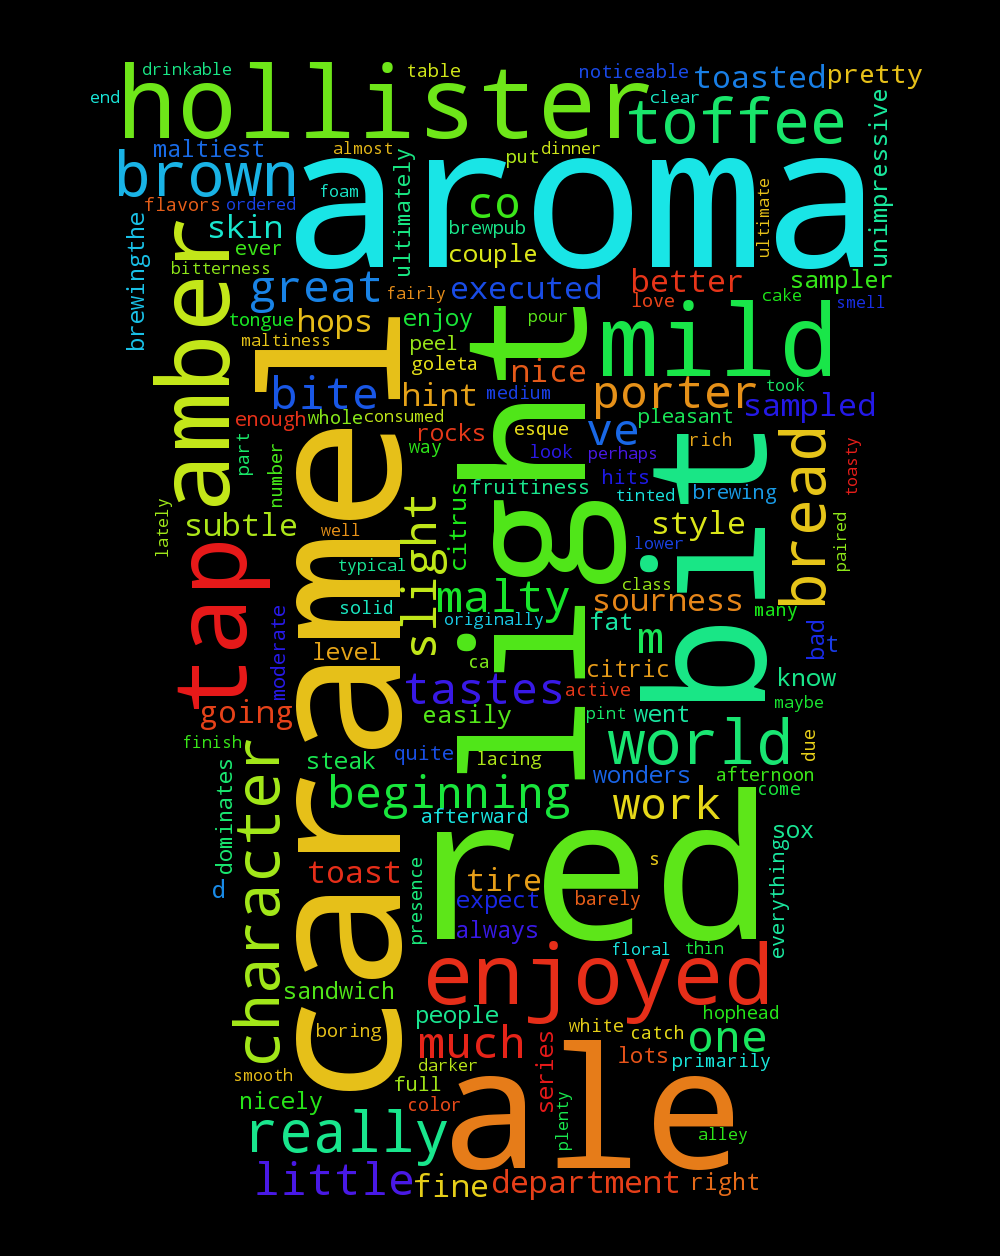 drinkable
table
noticeable
toasted
pretty
end
hollister
clear
toffee
unimpressive
maltiest
almost
put
dinner
brown
aroma
foam
ultimately
ultimate
flavors
ordered
co
skin
brewpub
brewingthe
amber
ever
couple
bitterness
great
fairly
executed
better
sampler
love
cake
smell
tongue
hops
enjoy
pour
light
mild
maltiness
peel
goleta
caramel
nice
bite
hint
medium
porter
took
sampled
enough
whole
consumed
rocks
esque
ve
pleasant
part
number
way
look
perhaps
rich
bit
bread
toasty
hits
fruitiness
tinted
brewing
lately
subtle
well
slight
citrus
style
paired
lower
tap
typical
class
solid
malty
sourness
many
moderate
originally
fat
m
bad
t
level
ca
citric
know
tastes
active
maybe
going
easily
pint
went
finish
steak
quite
lacing
world
due
wonders
afternoon
character
dominates
beginning
come
afterward
work
red
sox
s
everything
toast
tire
d
presence
expect
barely
always
floral
thin
sandwich
enjoyed
people
hophead
boring
much
white
catch
one
series
lots
primarily
smooth
darker
full
ale
nicely
color
plenty
alley
really
little
fine
department
right